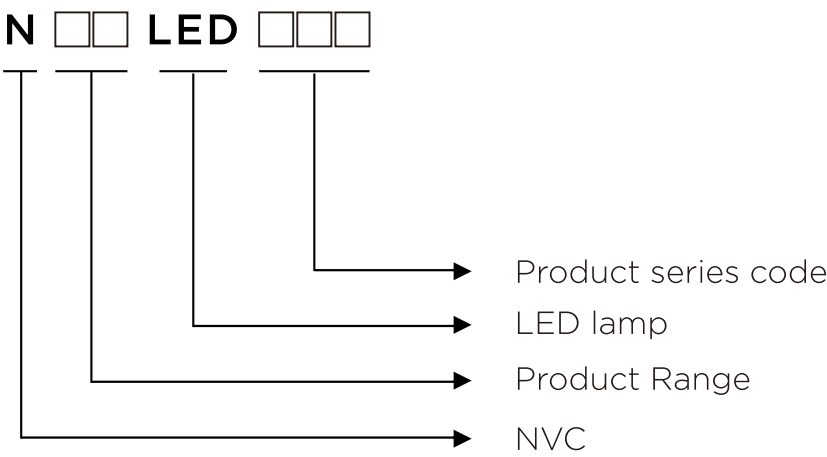 N □□ LED □□□
Product series code
LED lamp
Product Range
NVC